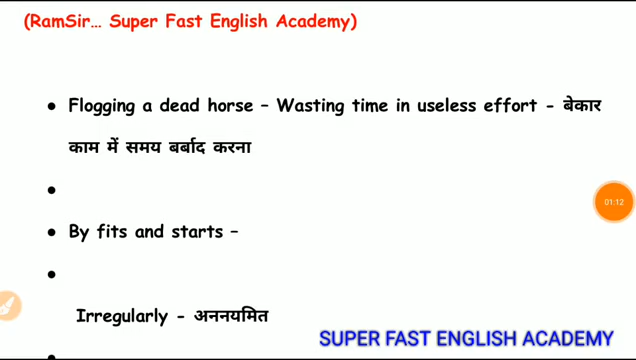 (RamSir... Super Fast English Academy)
• Flogging a dead horse – Wasting time in useless effort - बेकार
काम में समय बर्बाद करना
•
• By fits and starts –
•
Irregularly - अननयमित
01:12
SUPER FAST ENGLISH ACADEMY
•